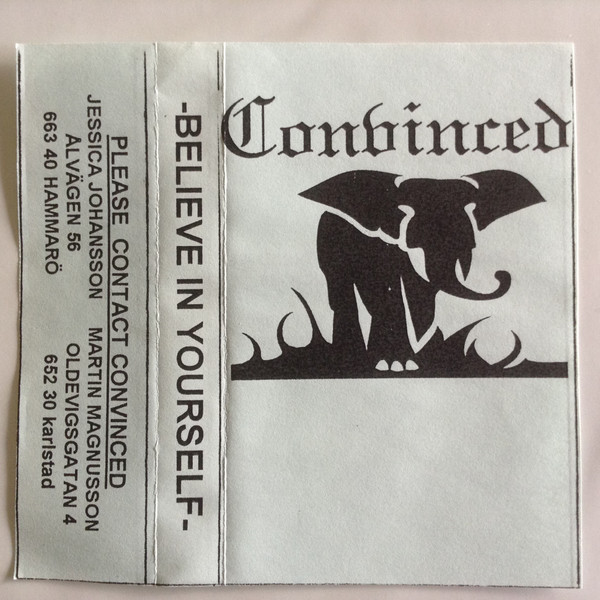 Convinced
-BELIEVE IN YOURSELF-
PLEASE CONTACT CONVINCED
JESSICA JOHANSSON MARTIN MAGNUSSON
ÄLVÄGEN 56 OLDEVIGSGATAN 4
663 40 HAMMARÖ 652 30 karlstad